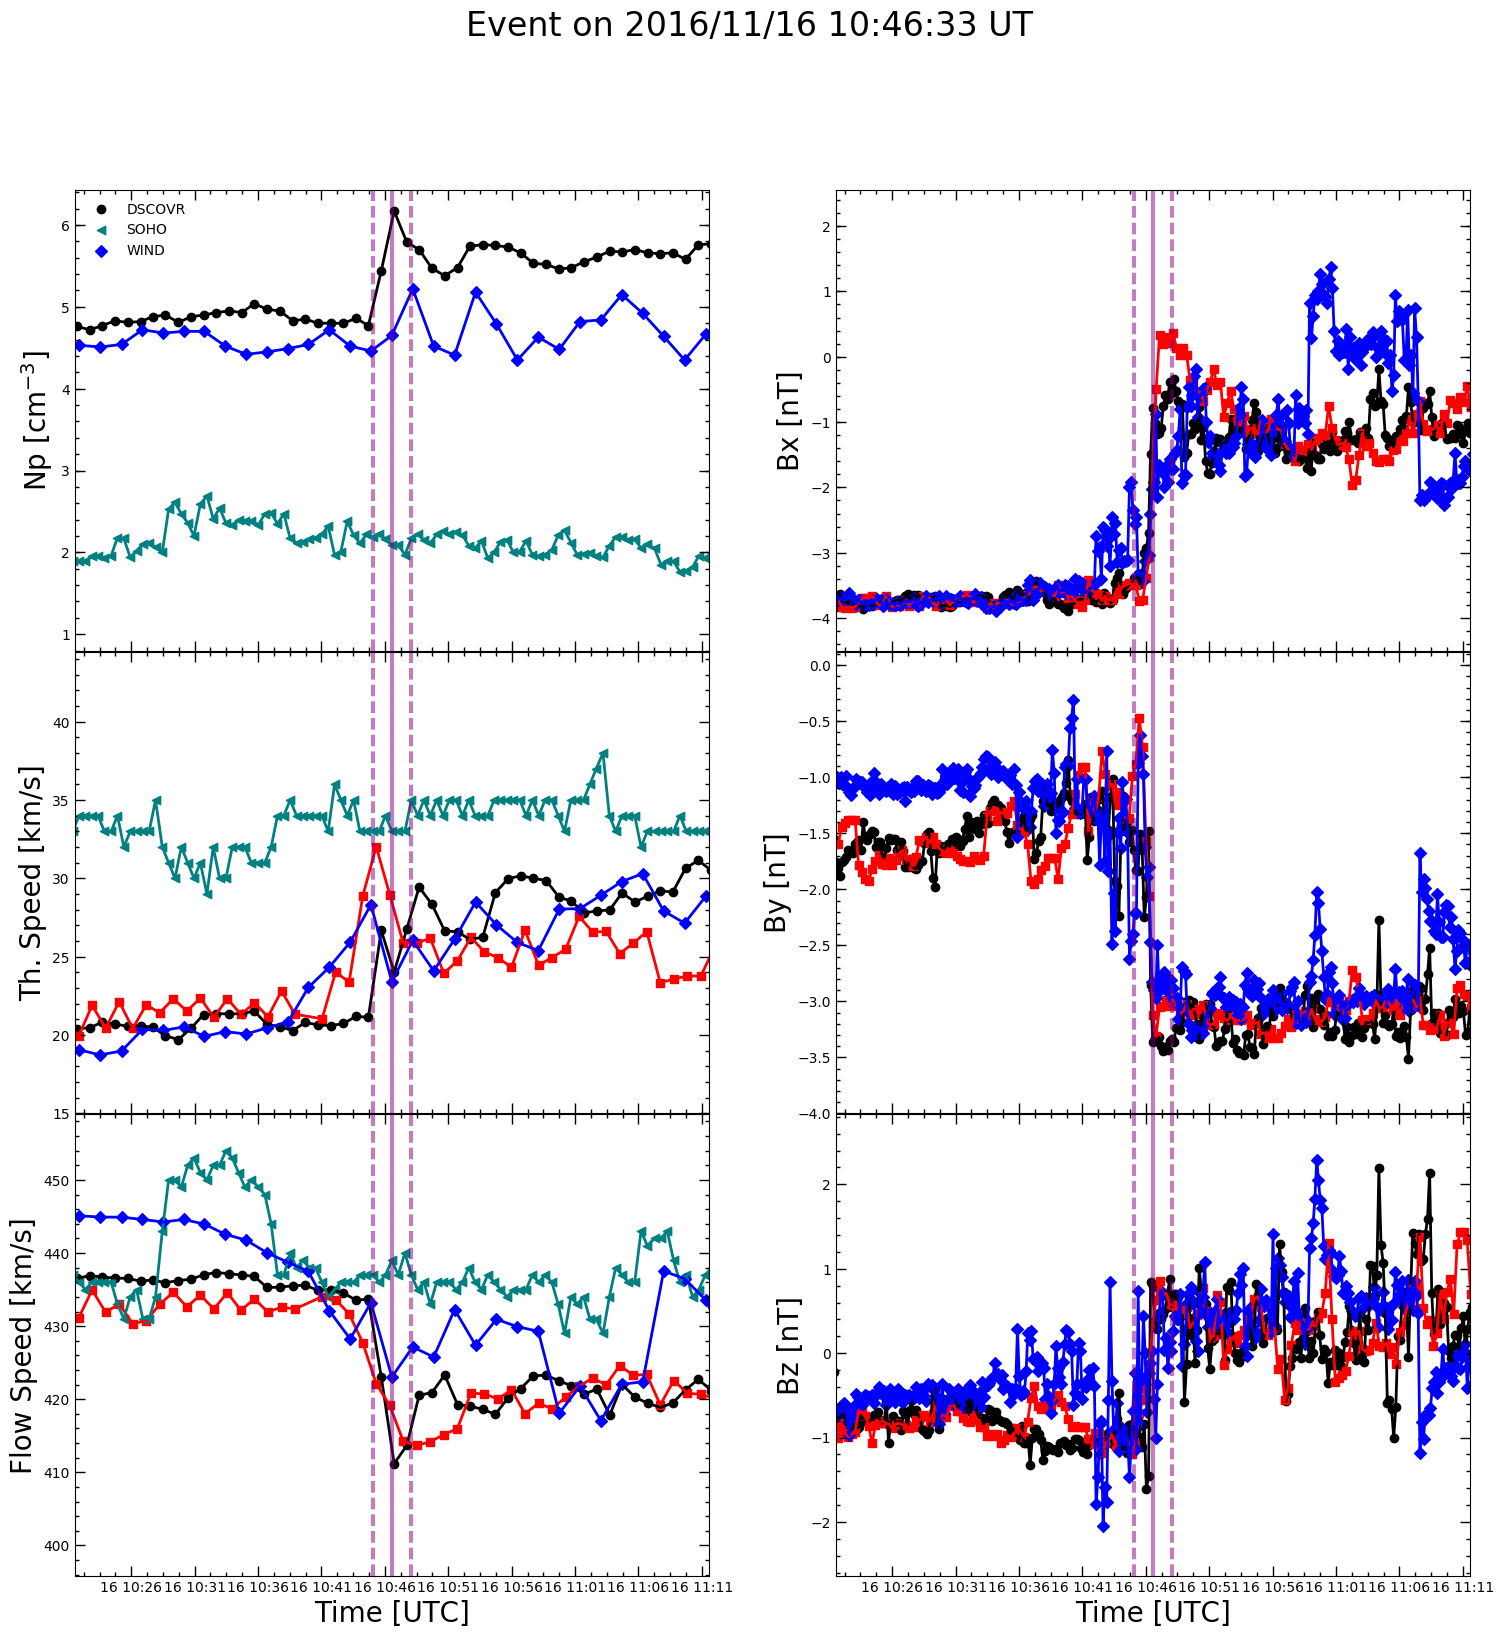 Event on 2016/11/16 10:46:33 UT
DSCOVR
SOHO
WIND
Np [cm⁻³]
6
5
4
3
2
1
Bx [nT]
2
1
0
−1
−2
−3
−4
Th. Speed [km/s]
40
35
30
25
20
15
By [nT]
0.0
−0.5
−1.0
−1.5
−2.0
−2.5
−3.0
−3.5
−4.0
Flow Speed [km/s]
450
440
430
420
410
400
Bz [nT]
2
1
0
−1
−2
16 10:26 16 10:31 16 10:36 16 10:41 16 10:46 16 10:51 16 10:56 16 11:01 16 11:06 16 11:11
Time [UTC]
16 10:26 16 10:31 16 10:36 16 10:41 16 10:46 16 10:51 16 10:56 16 11:01 16 11:06 16 11:11
Time [UTC]